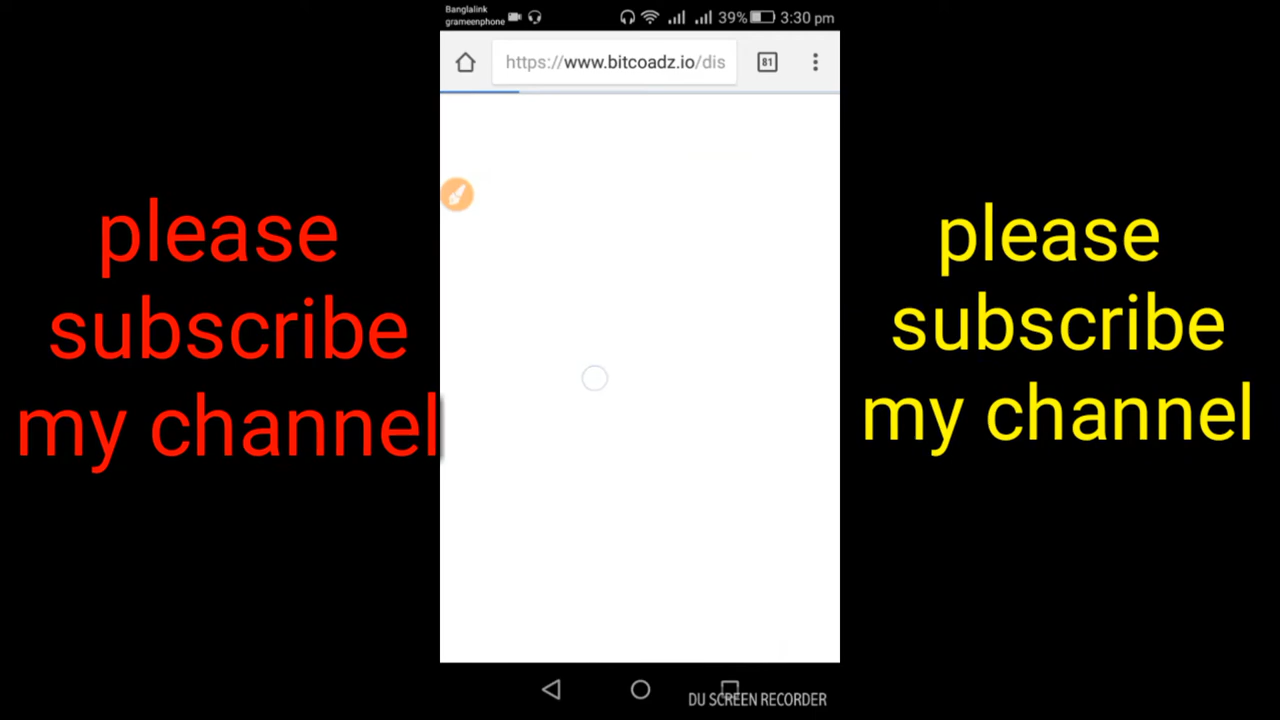 Banglalink
grameenphone
39%
3:30 pm
https://www.bitcoadz.io/dis
81
please
subscribe
my channel
please
subscribe
my channel
DU SCREEN RECORDER